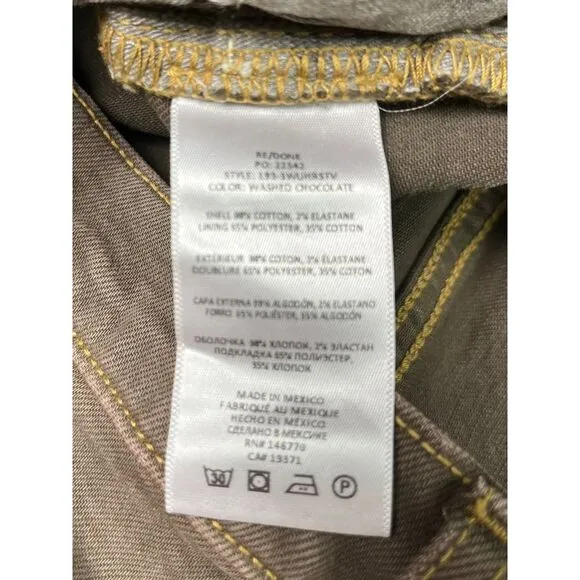 RE/DONE
PO: 22542
STYLE: 193-3WUHRSTV
COLOR: WASHED CHOCOLATE
SHELL 98% COTTON, 2% ELASTANE
LINING 65% POLYESTER, 35% COTTON
EXTERIEUR 98% COTON, 2% ELASTANE
DOUBLURE 65% POLYESTER, 35% COTON
CAPA EXTERNA 98% ALGODÓN, 2% ELASTANO
FORRO 65% POLIÉSTER, 35% ALGODÓN
ОБОЛОЧКА 98% ХЛОПОК, 2% ЭЛАСТАН
ПОДКЛАДКА 65% ПОЛИЭСТЕР,
35% ХЛОПОК
MADE IN MEXICO
FABRIQUÉ AU MEXIQUE
HECHO EN MÉXICO
СДЕЛАНО В МЕКСИКЕ
RN# 146770
CA# 19371
30 P